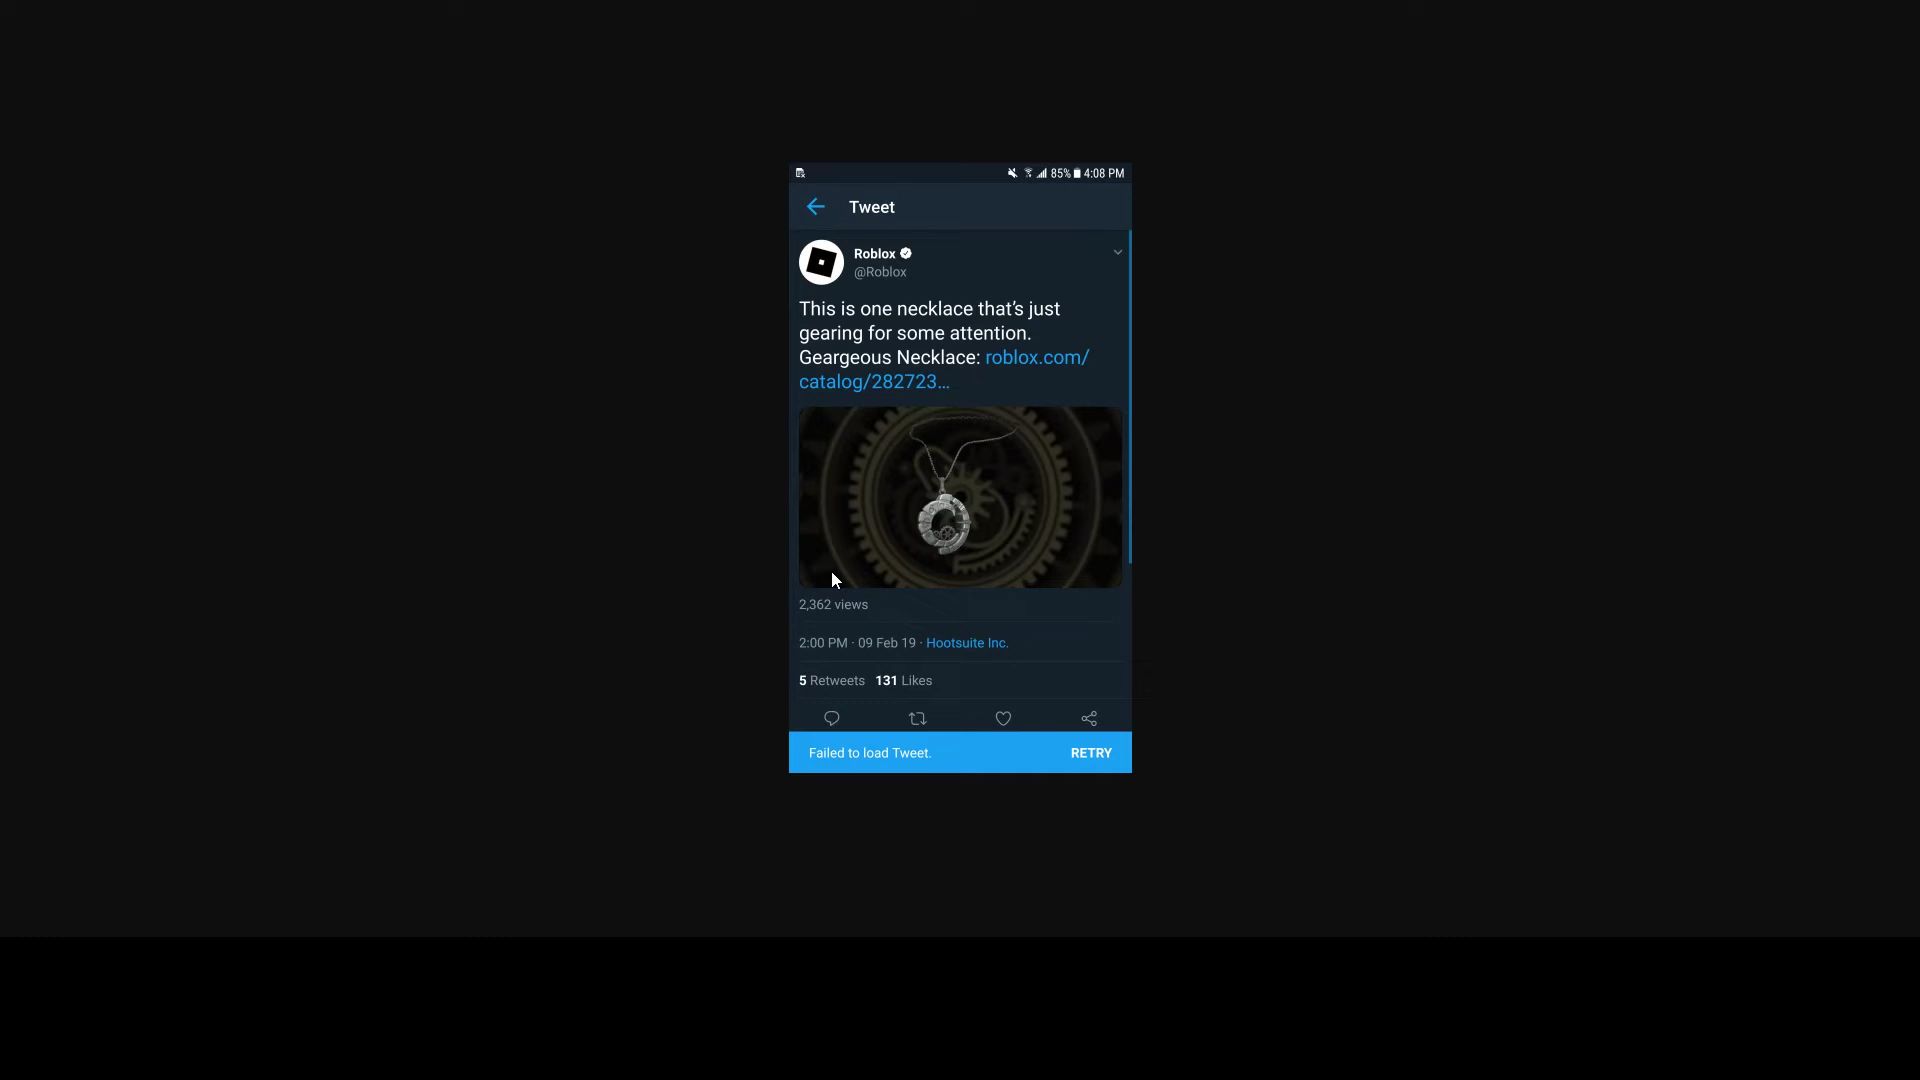 85% 4:08 PM
Tweet
Roblox
@Roblox
This is one necklace that's just
gearing for some attention.
Geargeous Necklace: roblox.com/
catalog/282723...
2,362 views
2:00 PM · 09 Feb 19 · Hootsuite Inc.
5 Retweets 131 Likes
Failed to load Tweet. RETRY